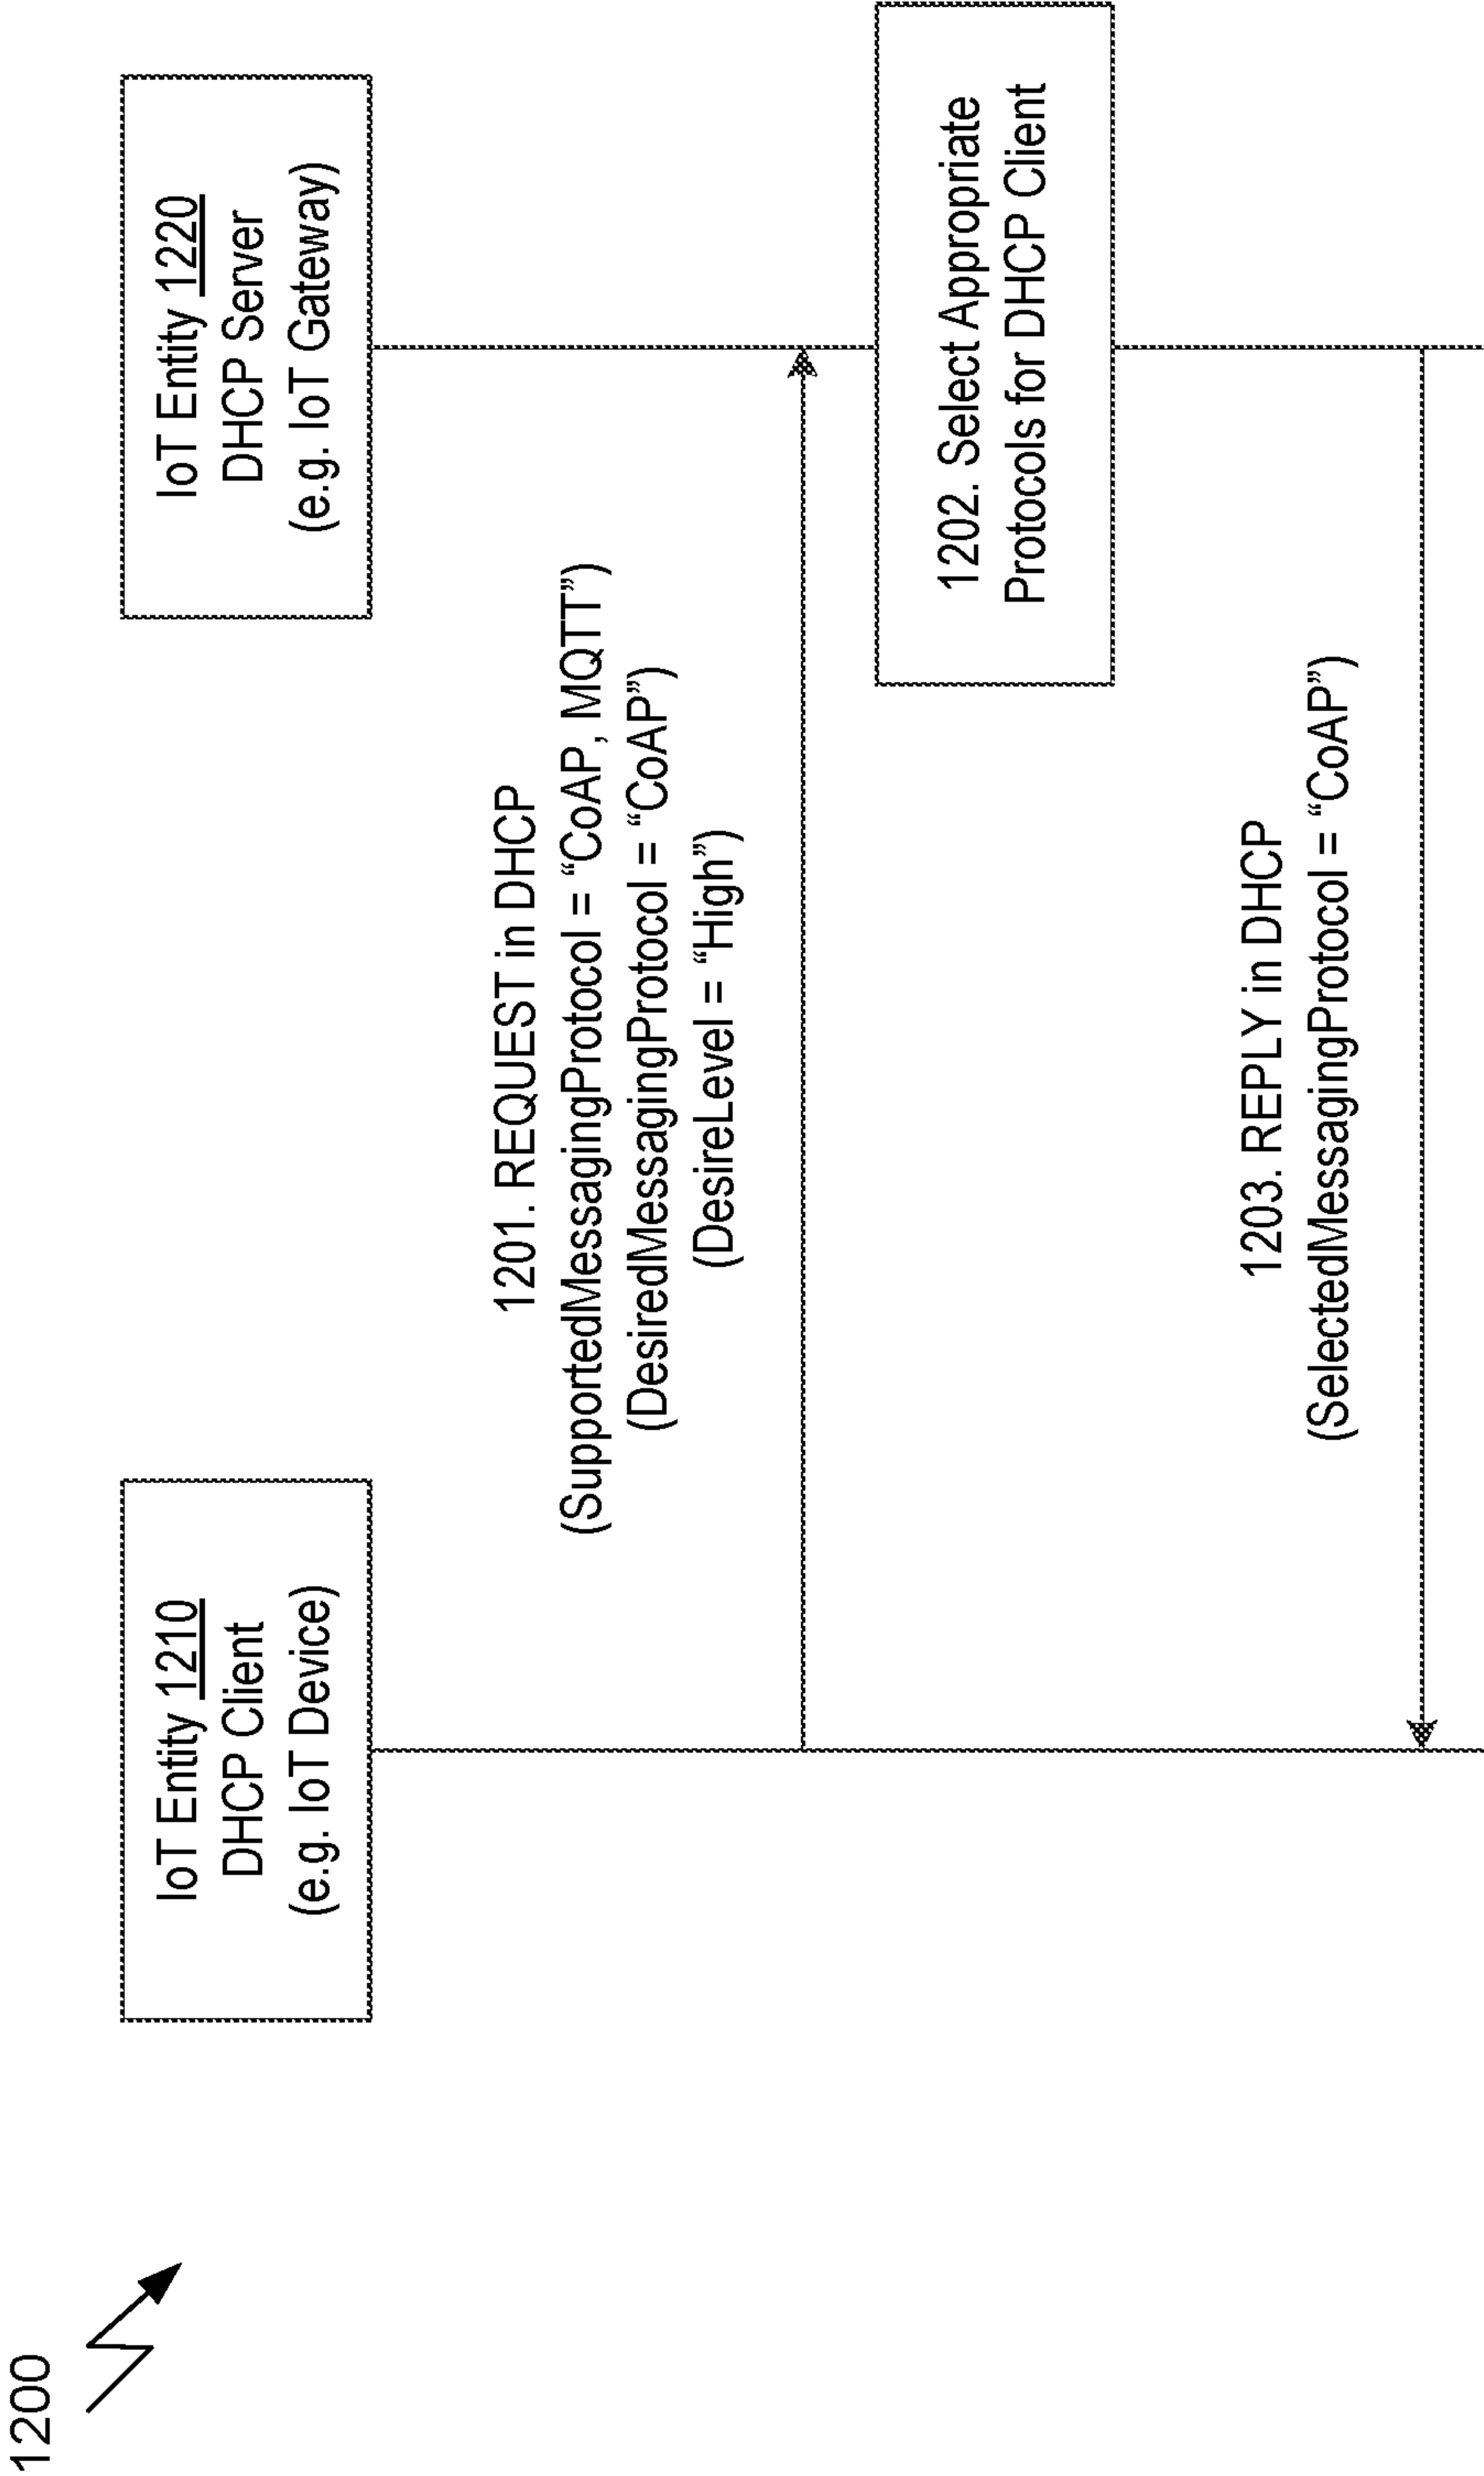 1200
IoT Entity 1210
DHCP Client
(e.g. IoT Device)
IoT Entity 1220
DHCP Server
(e.g. IoT Gateway)
1201. REQUEST in DHCP
(SupportedMessagingProtocol = “CoAP, MQTT”)
(DesiredMessagingProtocol = “CoAP”)
(DesireLevel = “High”)
1202. Select Appropriate
Protocols for DHCP Client
1203. REPLY in DHCP
(SelectedMessagingProtocol = “CoAP”)